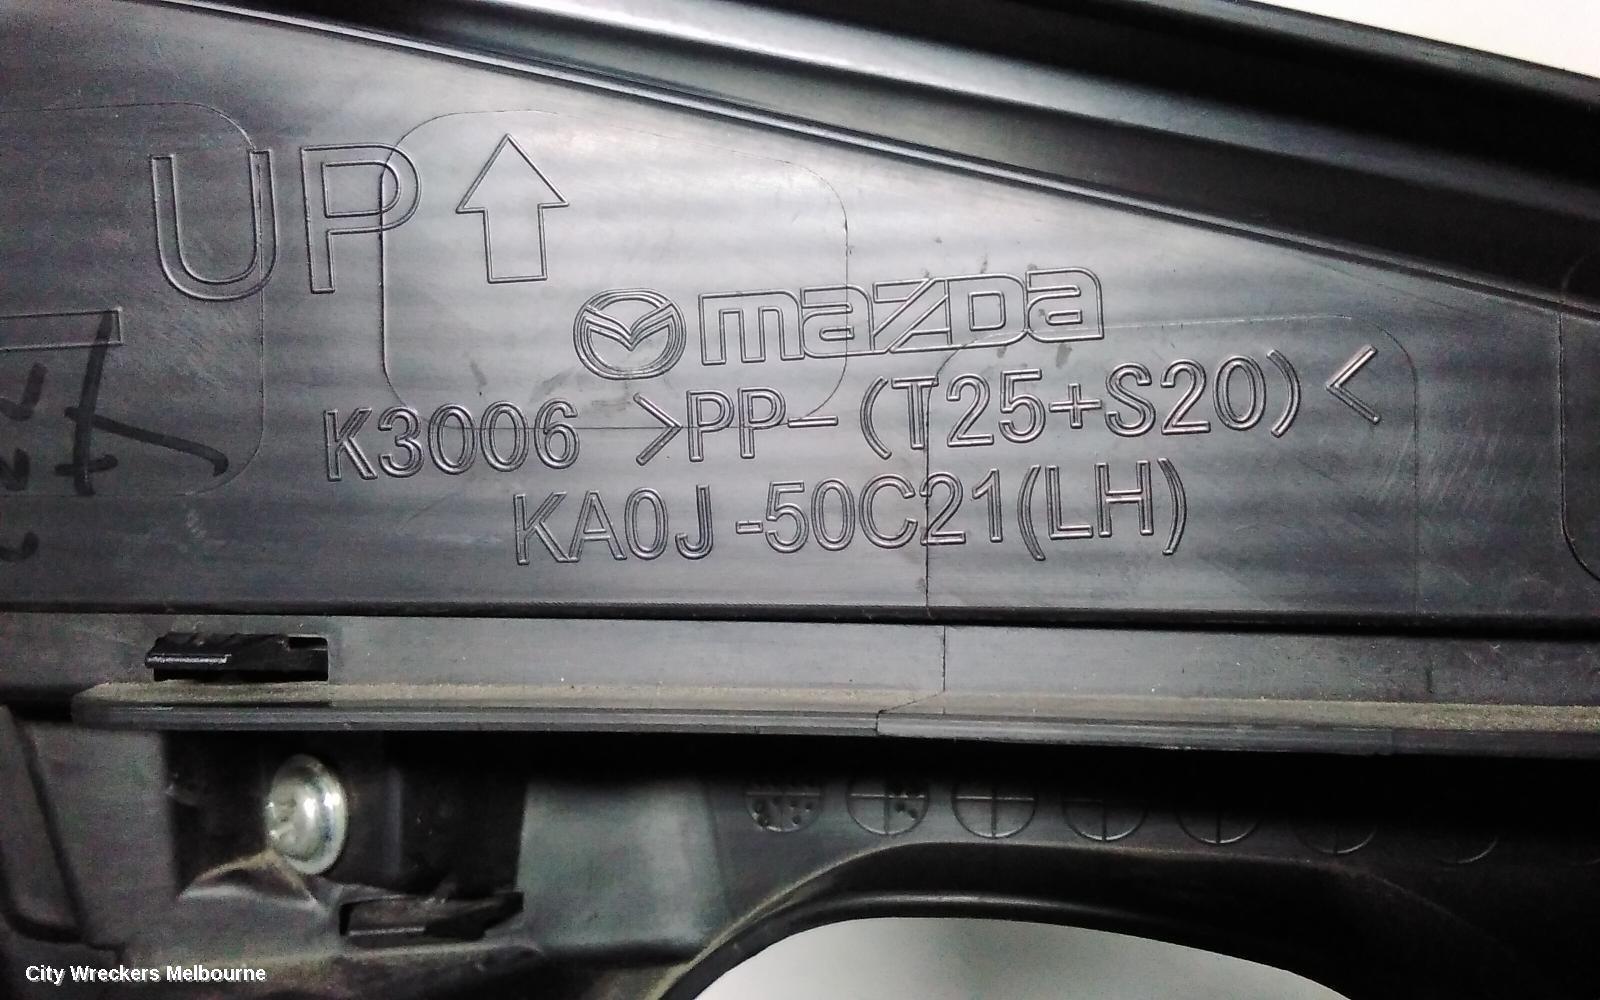 UP
mazda
K3006 >PP-(T25+S20)<
KA0J-50C21(LH)
City Wreckers Melbourne